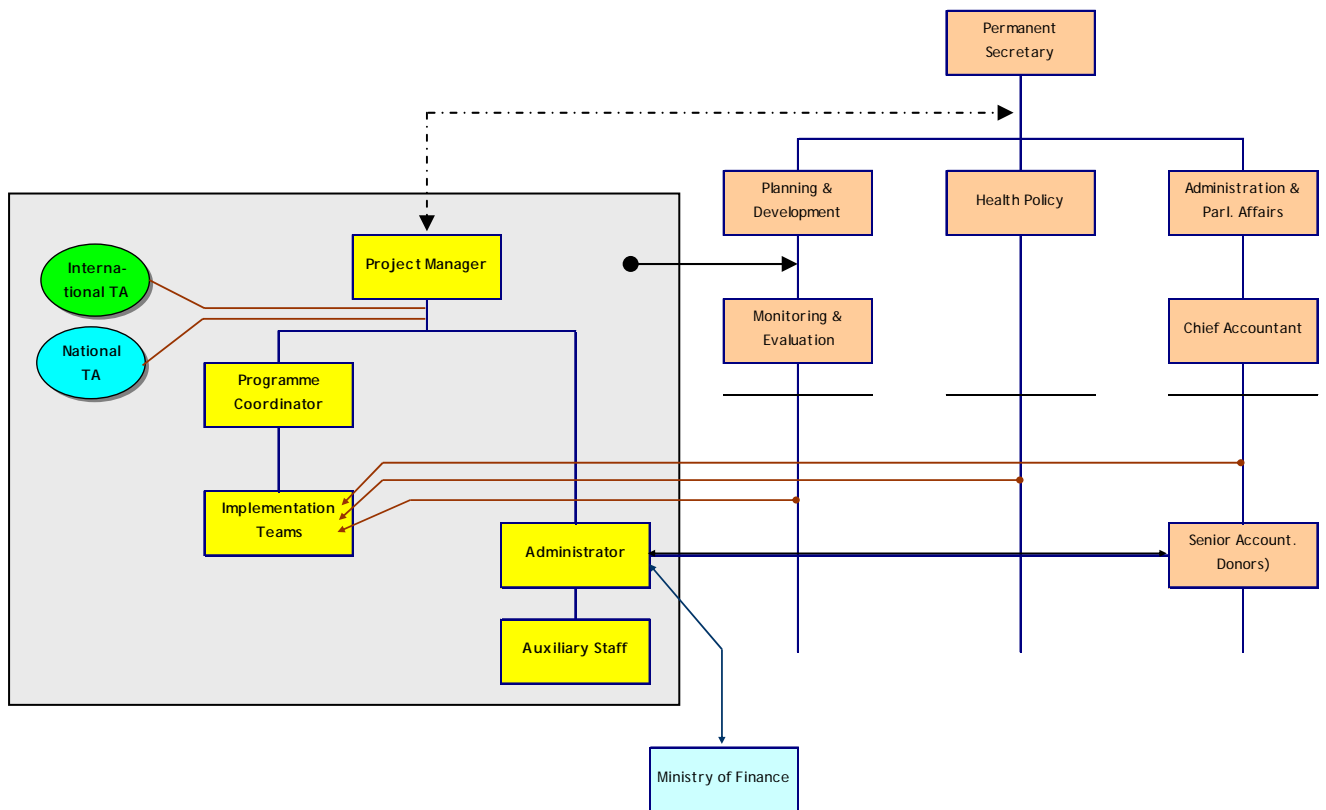 Permanent
Secretary
Planning &
Development
Health Policy
Administration &
Parl. Affairs
Project Manager
Interna-
tional TA
National
TA
Monitoring &
Evaluation
Chief Accountant
Programme
Coordinator
Implementation
Teams
Administrator
Senior Account.
Donors)
Auxiliary Staff
Ministry of Finance